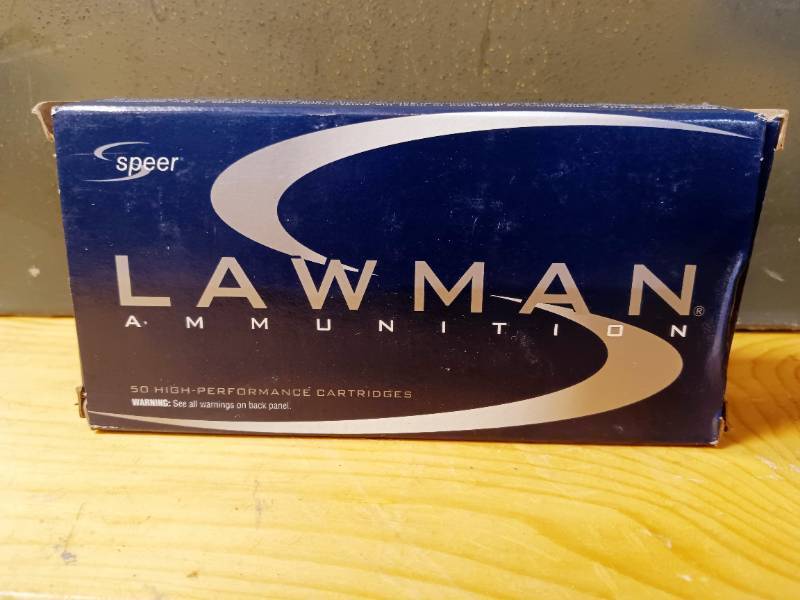 speer
LAWMAN®
AMMUNITION
50 HIGH-PERFORMANCE CARTRIDGES
WARNING: See all warnings on back panel.